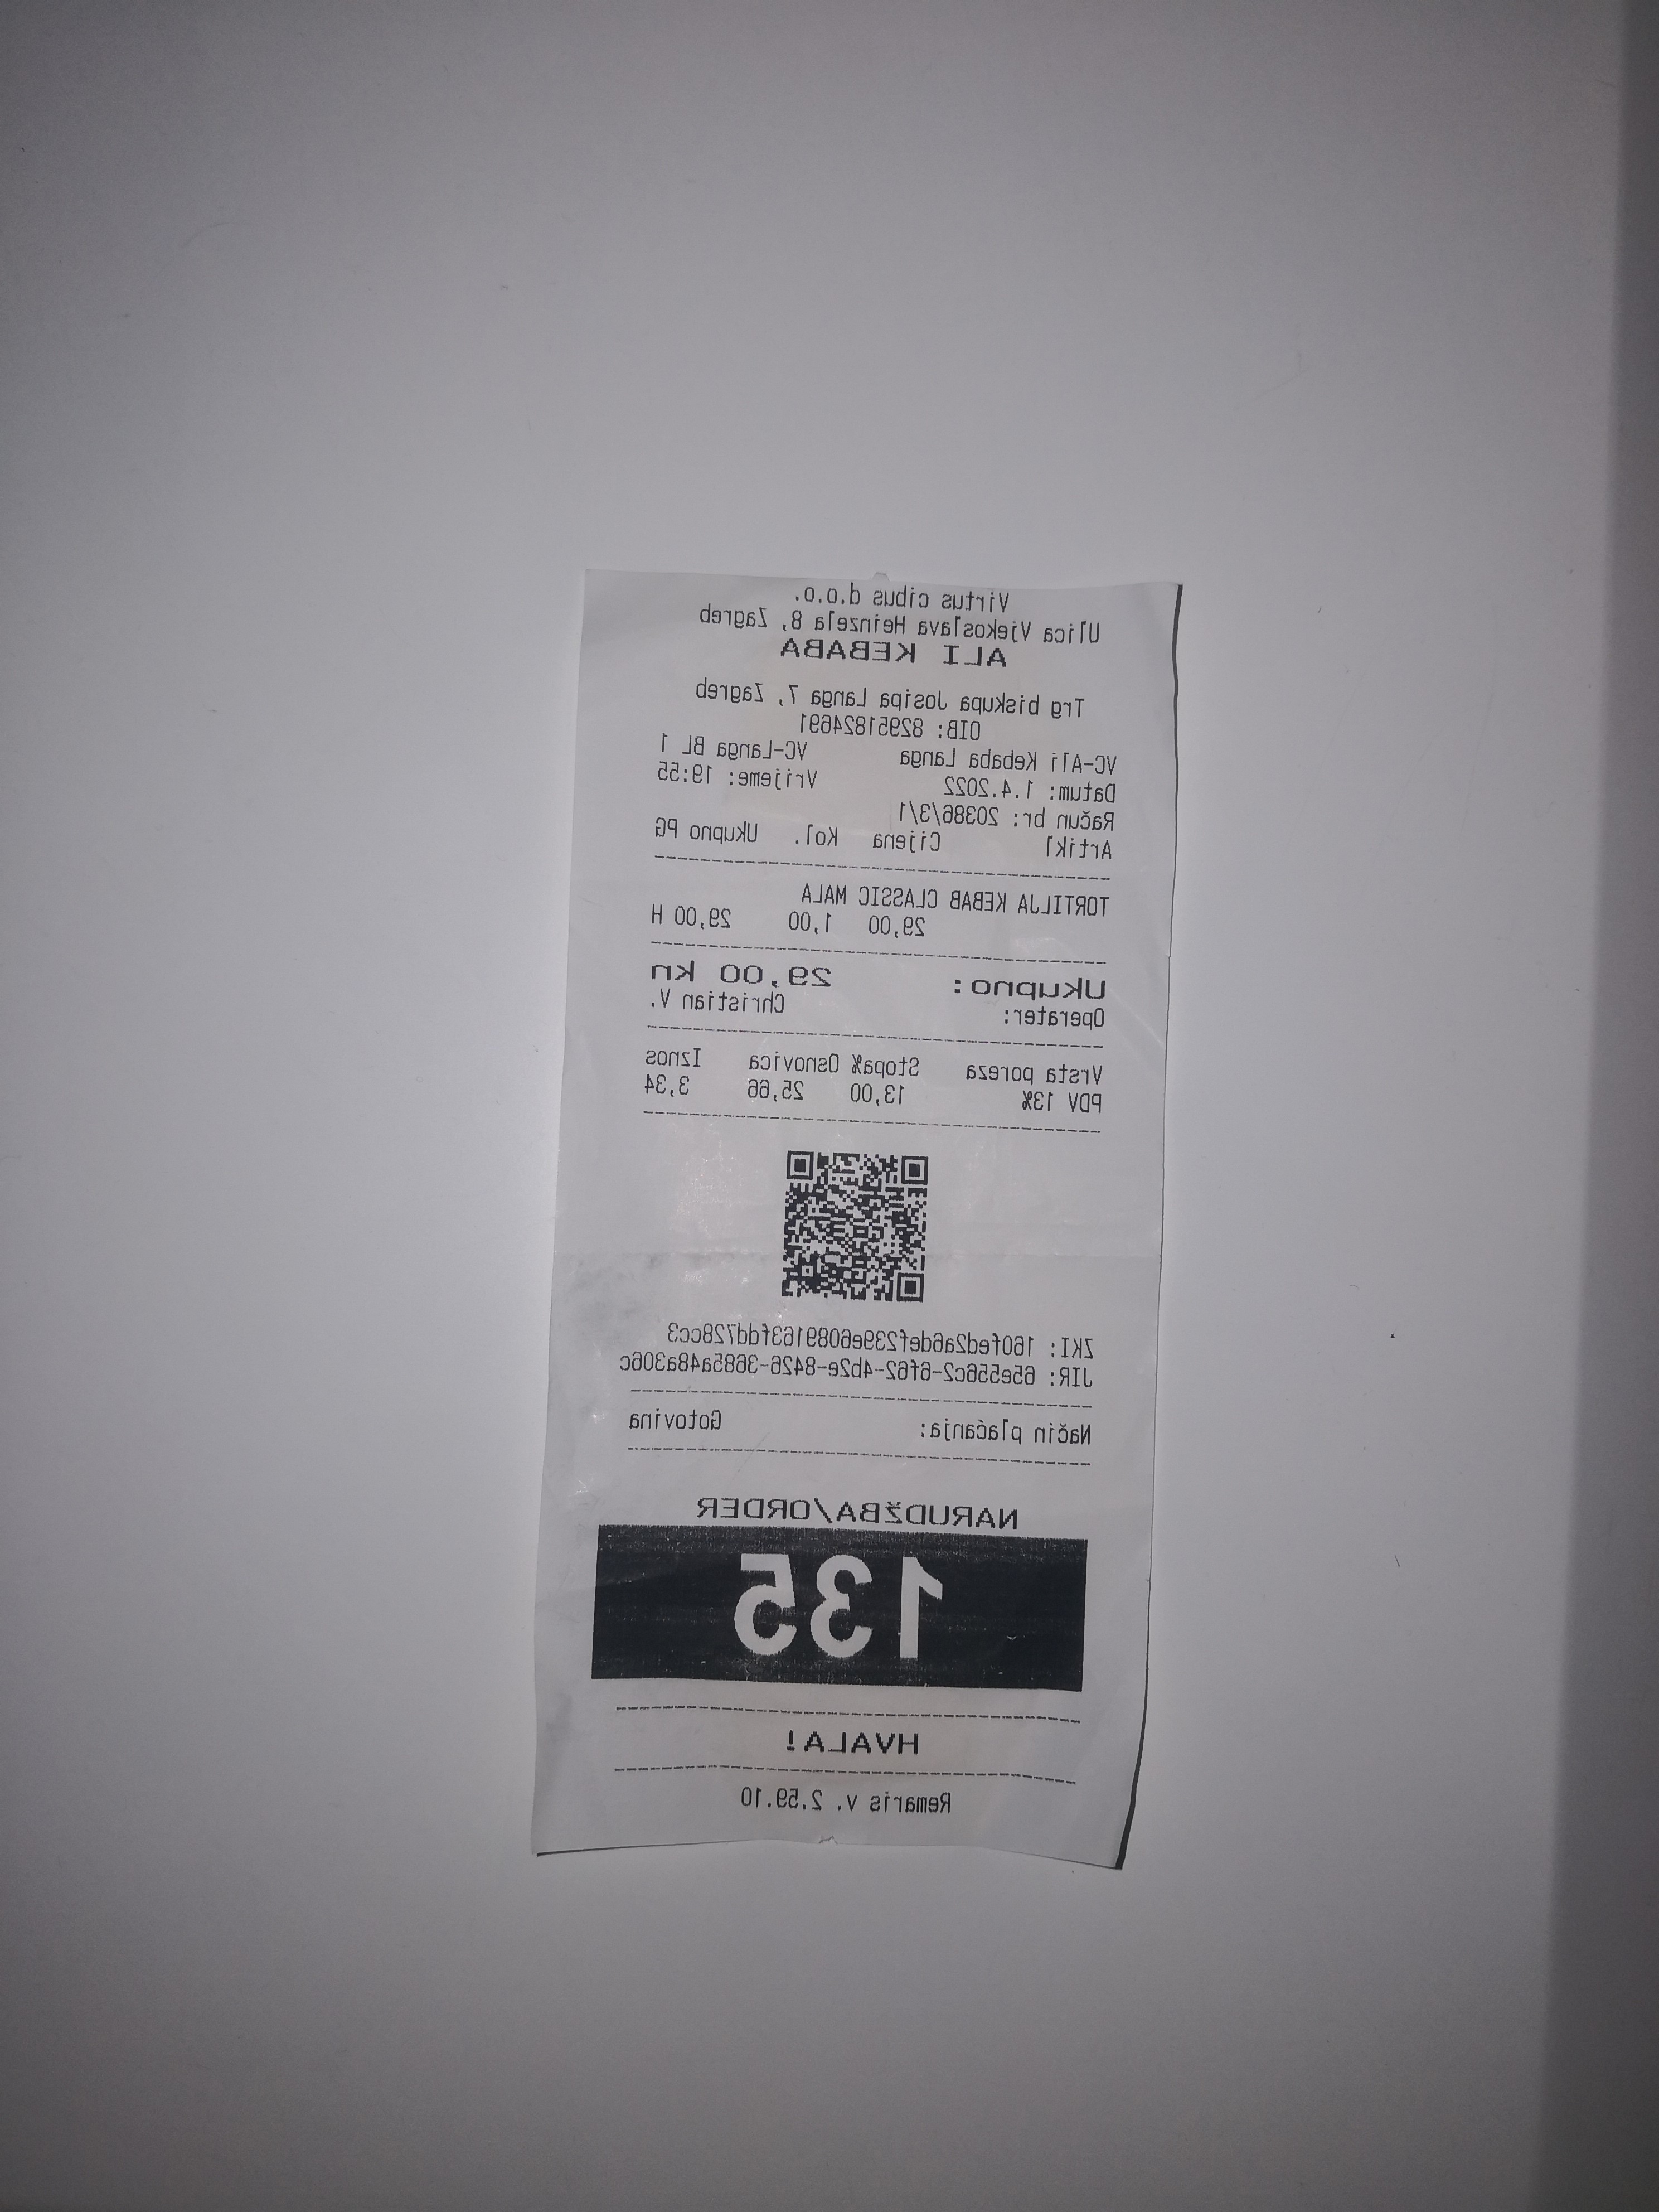 Virtus cibus d.o.o.
Ulica Vjekoslava Heinzela 8, Zagreb
ALI KEBABA
Trg biskupa Josipa Langa 7, Zagreb
OIB: 82951824691
VC-Ali Kebaba Langa VC-Langa BL 1
Datum: 1.4.2022 Vrijeme: 19:55
Račun br: 20386/3/1
Artikl Cijena Kol. Ukupno PG
TORTILJA KEBAB CLASSIC MALA
29,00 1,00 29,00 H
Ukupno: 29,00 kn
Operater: Christian V.
Vrsta poreza Stopa% Osnovica Iznos
PDV 13% 13,00 25,66 3,34
ZKI: 160fed2a6def239e6089163fdd728cc3
JIR: 65e556c2-6f62-4b2e-8426-3685a48a306c
Način plaćanja: Gotovina
NARUDŽBA/ORDER
135
HVALA!
Remaris v. 2.59.10